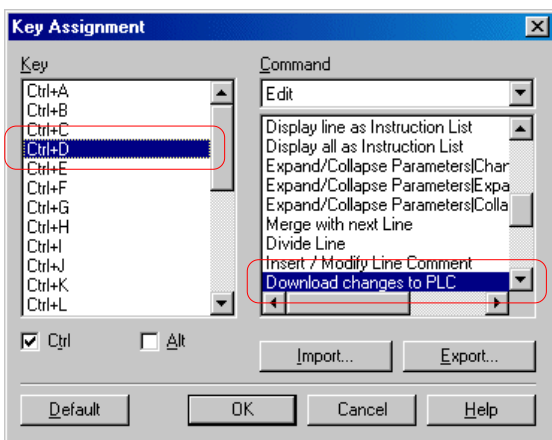 Key Assignment
Key
Command
Ctrl+A
Ctrl+B
Ctrl+C
Ctrl+D
Ctrl+E
Ctrl+F
Ctrl+G
Ctrl+H
Ctrl+I
Ctrl+J
Ctrl+K
Ctrl+L
Edit
Display line as Instruction List
Display all as Instruction List
Expand/Collapse Parameters|Char
Expand/Collapse Parameters|Expa
Expand/Collapse Parameters|Colla
Merge with next Line
Divide Line
Insert / Modify Line Comment
Download changes to PLC
Ctrl Alt
Import... Export...
Default OK Cancel Help